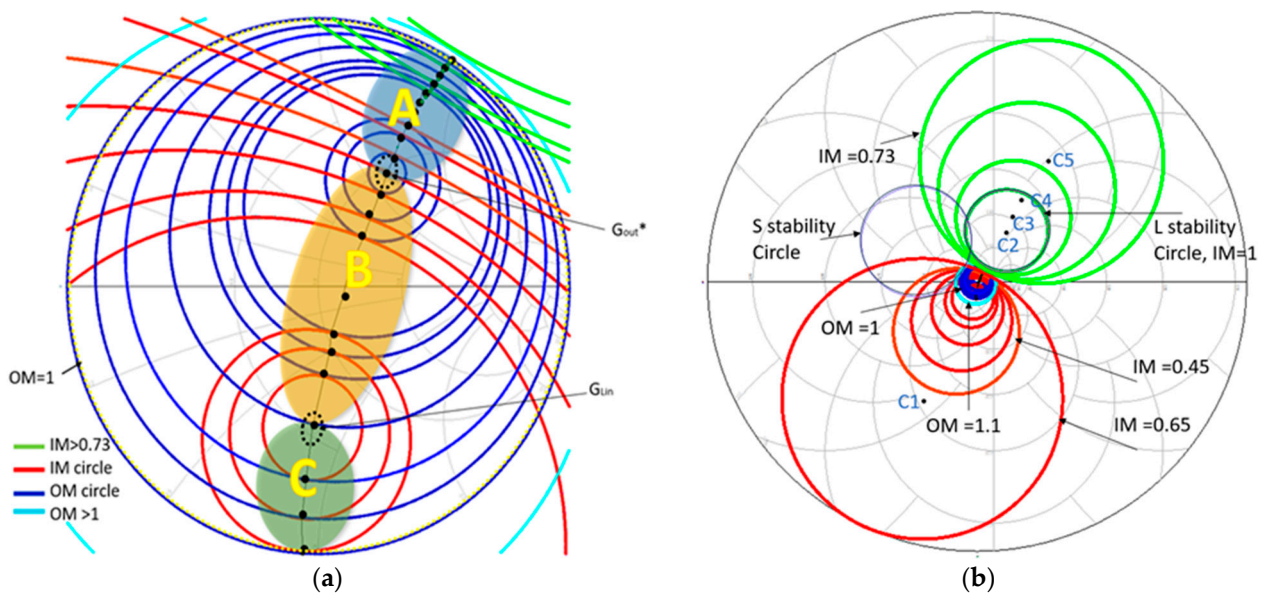 A
B
C
Gout*
GLin
OM=1
IM>0.73
IM circle
OM circle
OM >1
(a)
IM =0.73
C5
C4
C3
C2
S stability
Circle
L stability
Circle, IM=1
OM =1
IM =0.45
C1
OM =1.1
IM =0.65
(b)